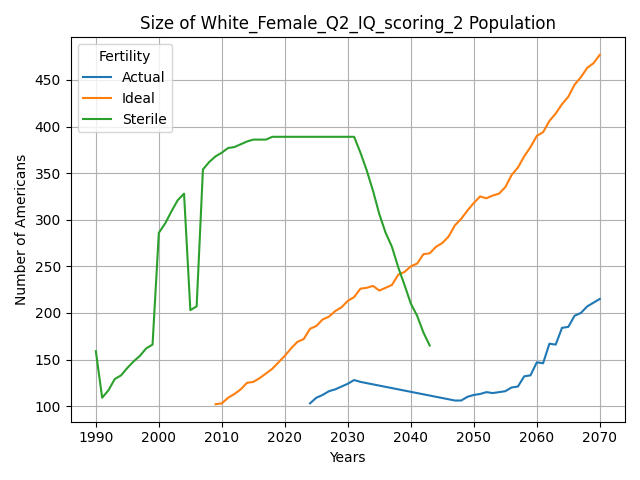 Size of White_Female_Q2_IQ_scoring_2 Population
Fertility
Actual
Ideal
Sterile
Number of Americans
450
400
350
300
250
200
150
100
1990 2000 2010 2020 2030 2040 2050 2060 2070
Years